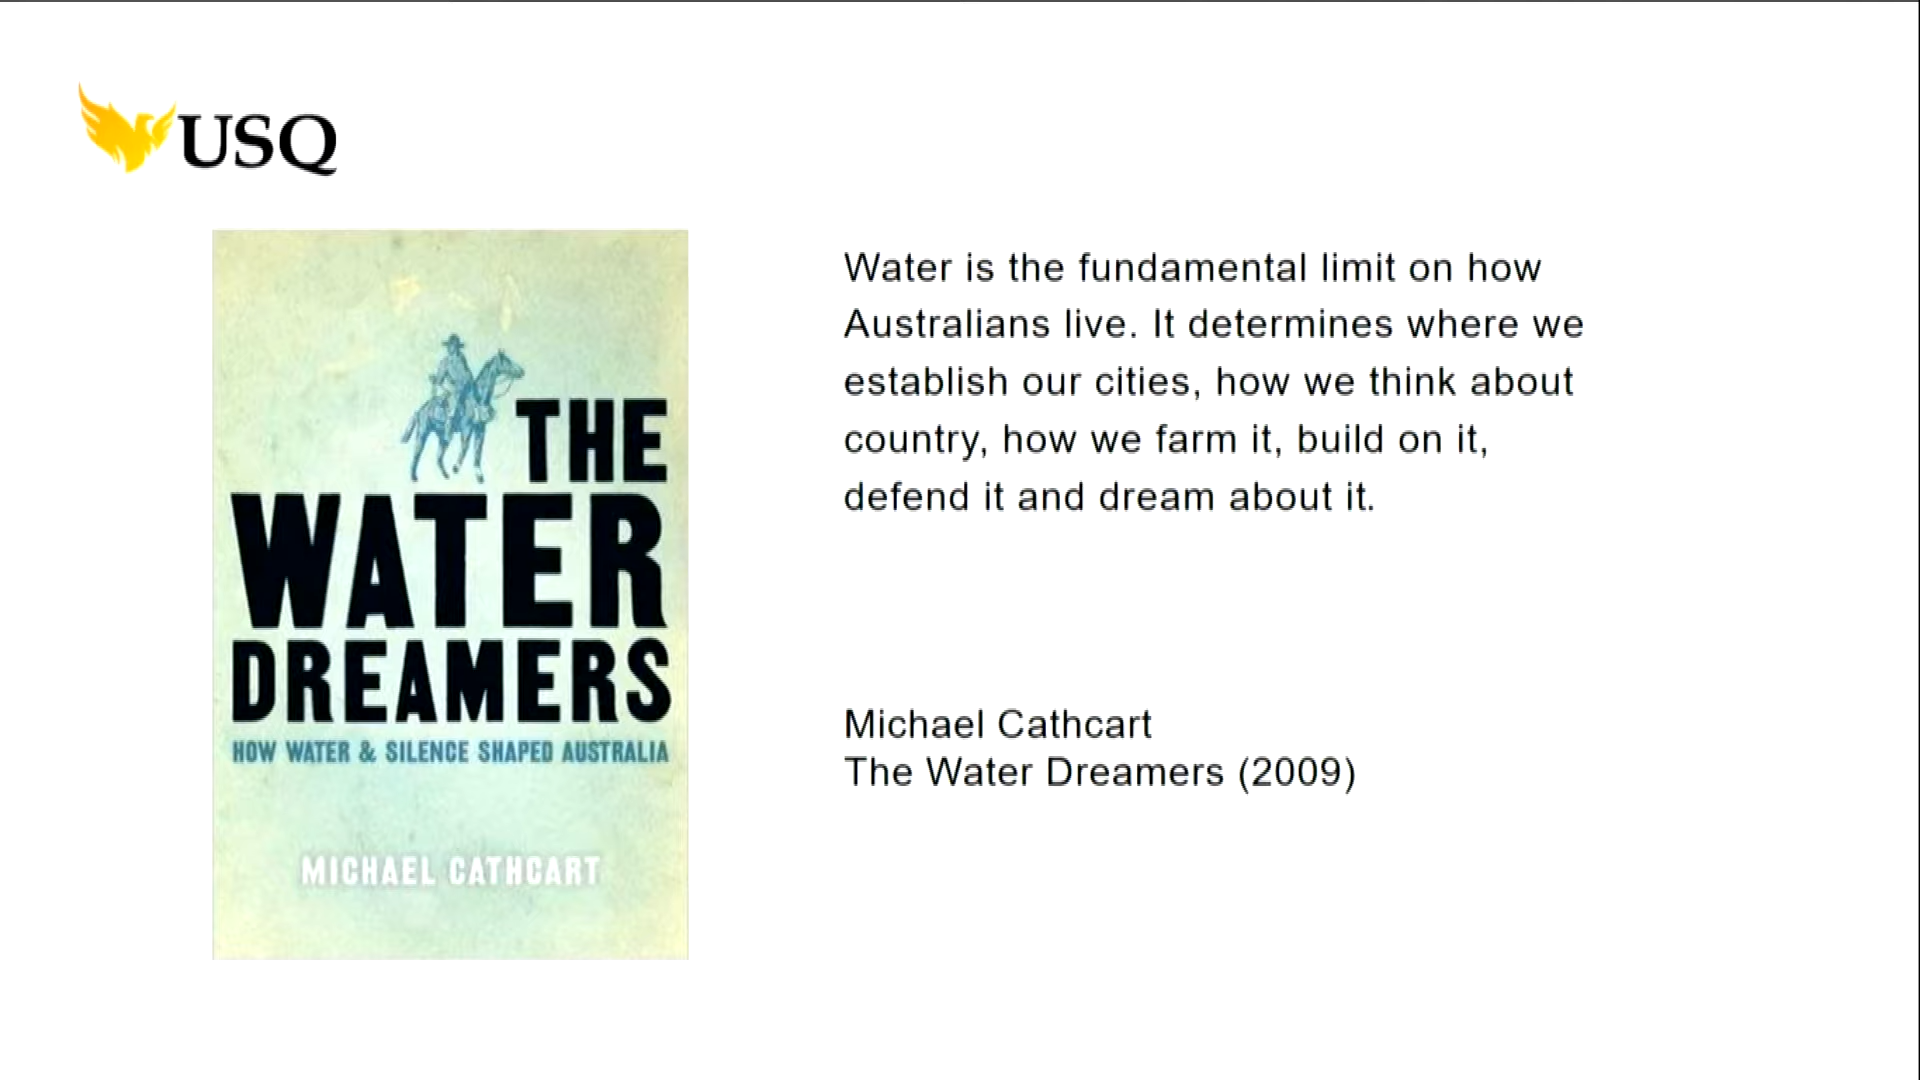 USQ
THE
WATER
DREAMERS
HOW WATER & SILENCE SHAPED AUSTRALIA
MICHAEL CATHCART
Water is the fundamental limit on how
Australians live. It determines where we
establish our cities, how we think about
country, how we farm it, build on it,
defend it and dream about it.
Michael Cathcart
The Water Dreamers (2009)